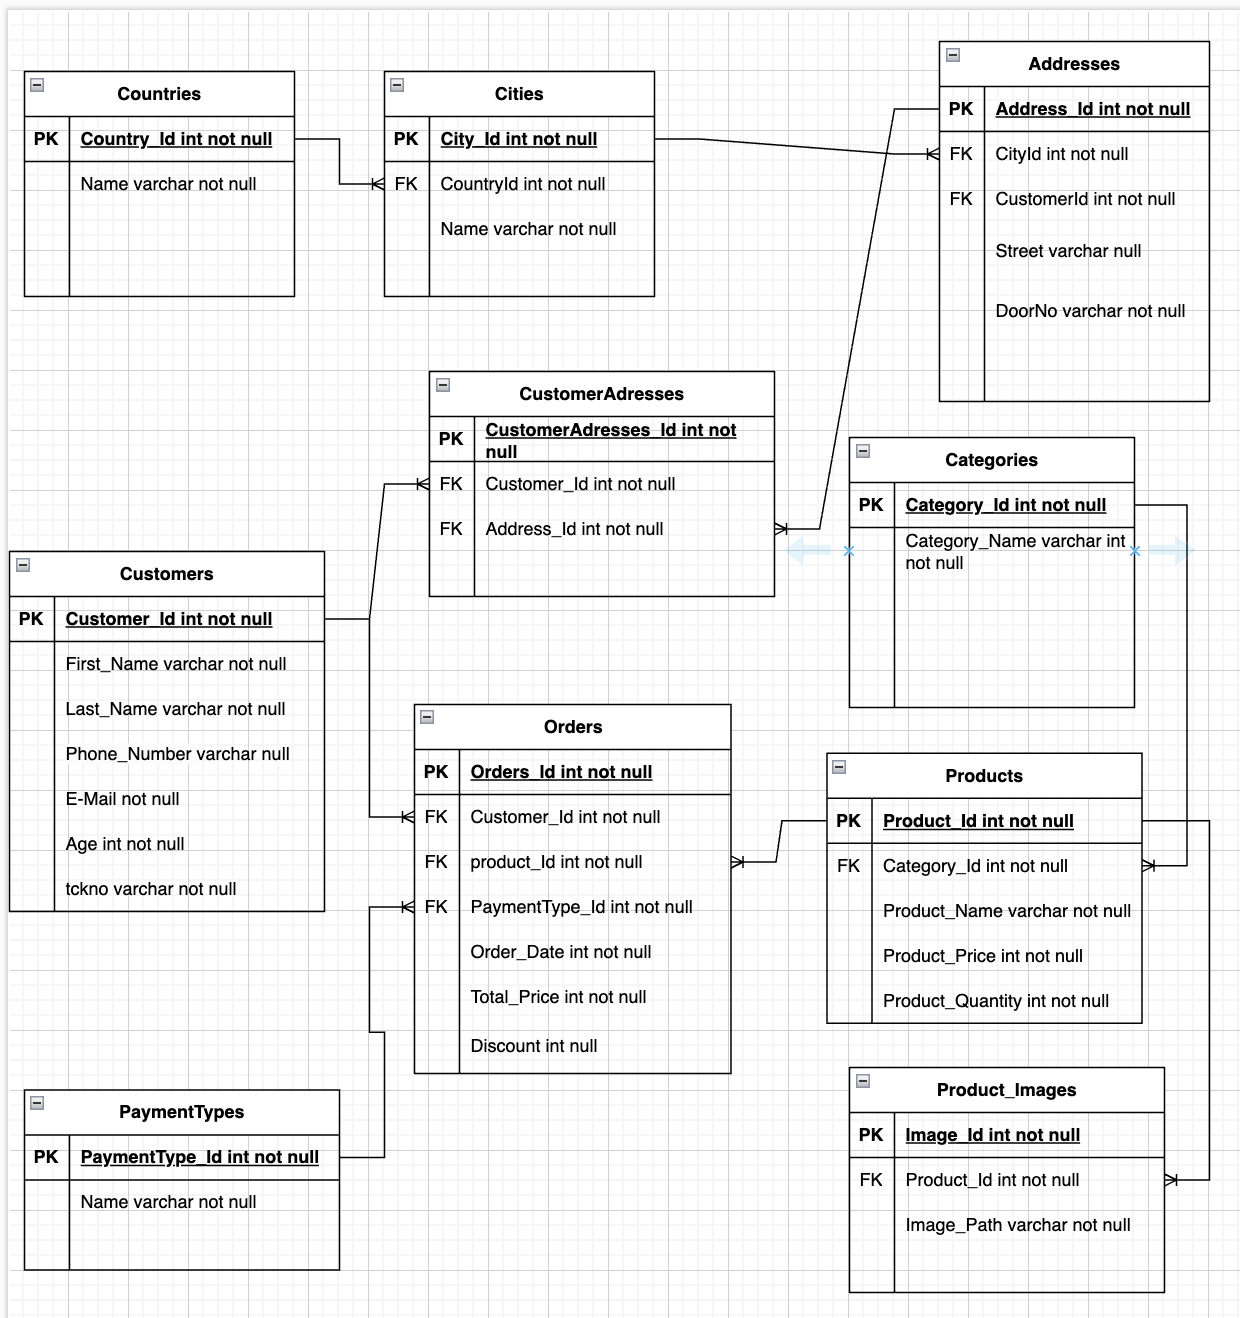 Countries
PK Country_Id int not null
Name varchar not null
Cities
PK City_Id int not null
FK CountryId int not null
Name varchar not null
Addresses
PK Address_Id int not null
FK CityId int not null
FK CustomerId int not null
Street varchar null
DoorNo varchar not null
CustomerAdresses
PK CustomerAdresses_Id int not
null
FK Customer_Id int not null
FK Address_Id int not null
Categories
PK Category_Id int not null
Category_Name varchar int
not null
Customers
PK Customer_Id int not null
First_Name varchar not null
Last_Name varchar not null
Phone_Number varchar null
E-Mail not null
Age int not null
tckno varchar not null
Orders
PK Orders_Id int not null
FK Customer_Id int not null
FK product_Id int not null
FK PaymentType_Id int not null
Order_Date int not null
Total_Price int not null
Discount int null
Products
PK Product_Id int not null
FK Category_Id int not null
Product_Name varchar not null
Product_Price int not null
Product_Quantity int not null
PaymentTypes
PK PaymentType_Id int not null
Name varchar not null
Product_Images
PK Image_Id int not null
FK Product_Id int not null
Image_Path varchar not null